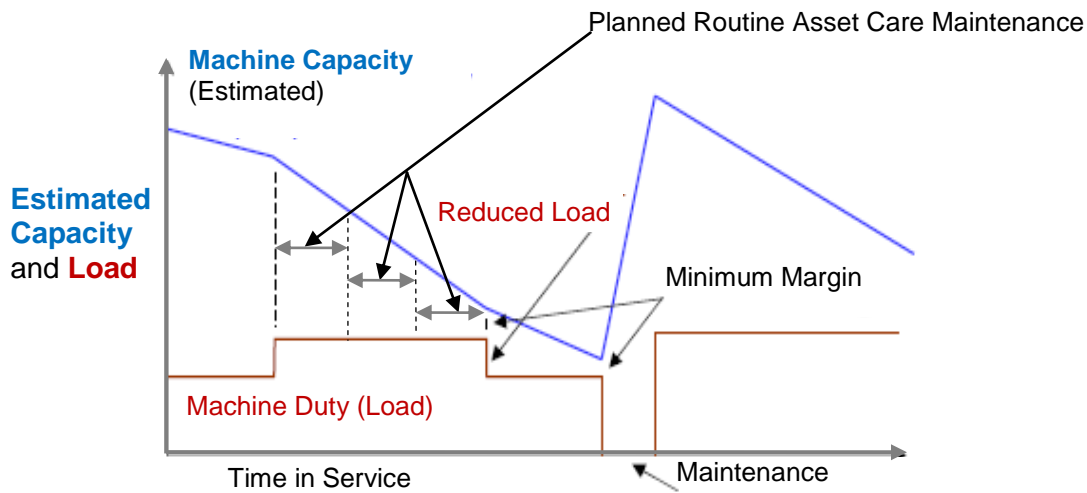 Planned Routine Asset Care Maintenance
Machine Capacity
(Estimated)
Estimated
Capacity
and Load
Reduced Load
Minimum Margin
Machine Duty (Load)
Time in Service
Maintenance